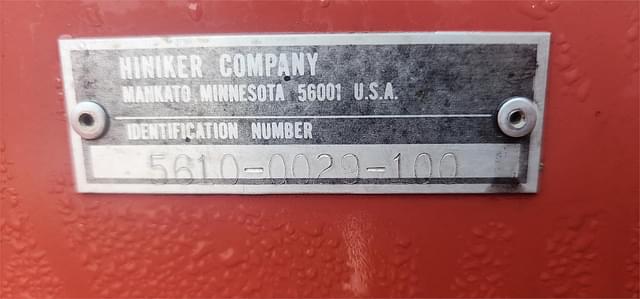 HINIKER COMPANY
MANKATO, MINNESOTA 56001 U.S.A.
IDENTIFICATION NUMBER
5610-0029-100